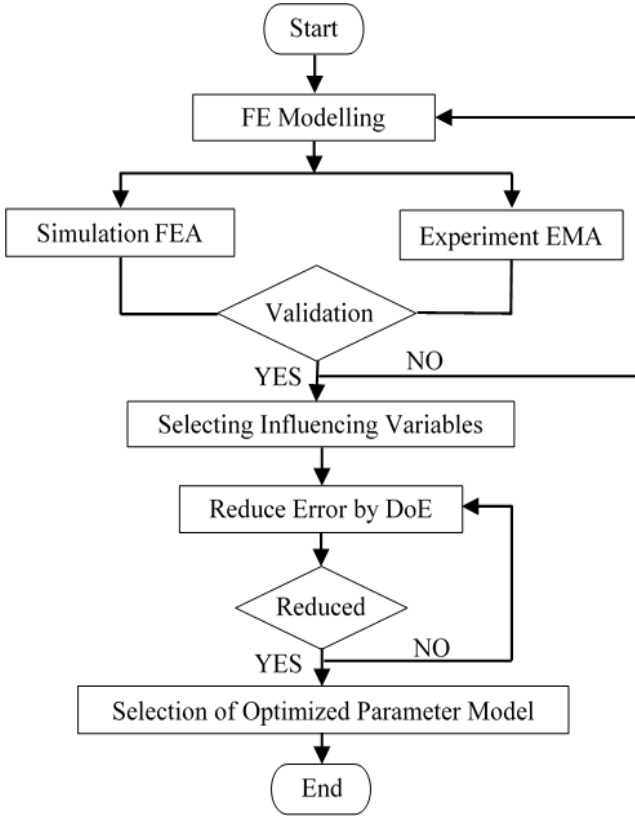 Start
FE Modelling
Simulation FEA
Experiment EMA
Validation
YES
NO
Selecting Influencing Variables
Reduce Error by DoE
Reduced
YES
NO
Selection of Optimized Parameter Model
End